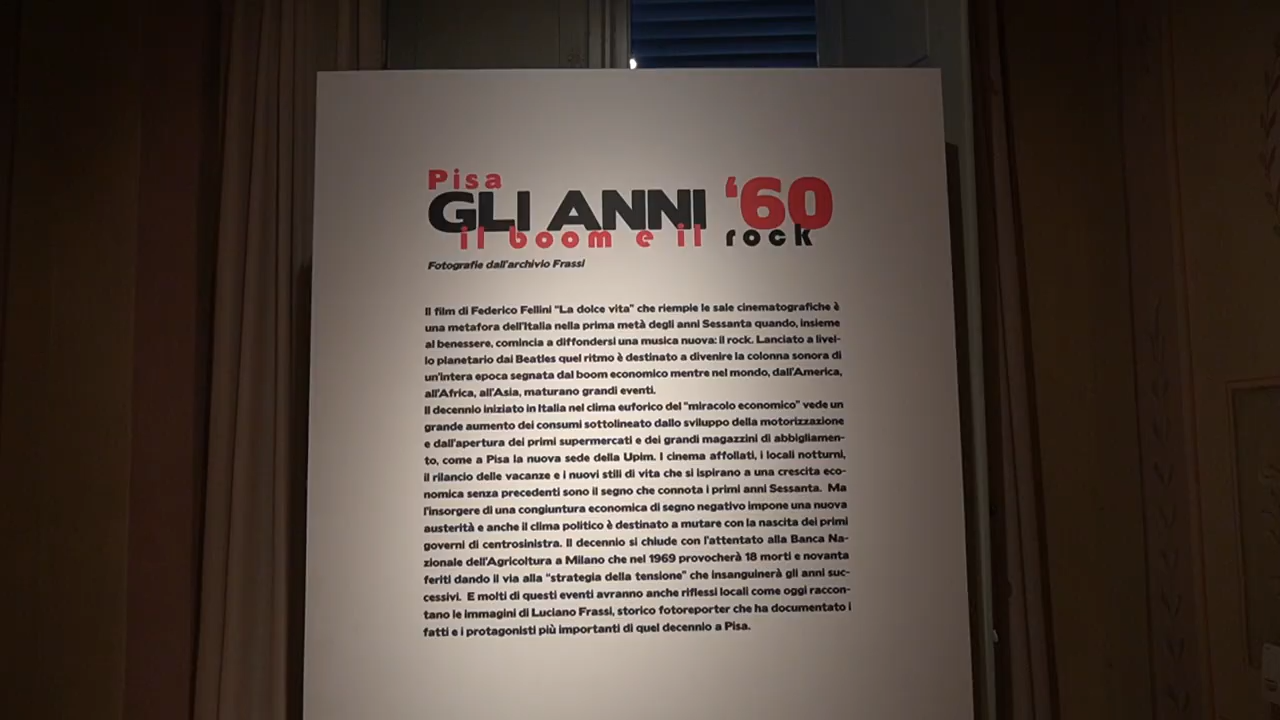 Pisa
GLI ANNI ‘60
il boom e il rock
Fotografie dall'archivio Frassi
Il film di Federico Fellini "La dolce vita" che riempie le sale cinematografiche è
una metafora dell'Italia nella prima metà degli anni Sessanta quando, insieme
al benessere, comincia a diffondersi una musica nuova: il rock. Lanciato a livel-
lo planetario dai Beatles quel ritmo è destinato a divenire la colonna sonora di
un'intera epoca segnata dal boom economico mentre nel mondo, dall'America,
all'Africa, all'Asia, maturano grandi eventi.
Il decennio iniziato in Italia nel clima euforico del "miracolo economico" vede un
grande aumento dei consumi sottolineato dallo sviluppo della motorizzazione
e dall'apertura dei primi supermercati e dei grandi magazzini di abbigliamen-
to, come a Pisa la nuova sede della Upim. I cinema affollati, i locali notturni,
il rilancio delle vacanze e i nuovi stili di vita che si ispirano a una crescita eco-
nomica senza precedenti sono il segno che connota i primi anni Sessanta. Ma
l'insorgere di una congiuntura economica di segno negativo impone una nuova
austerità e anche il clima politico è destinato a mutare con la nascita dei primi
governi di centrosinistra. Il decennio si chiude con l'attentato alla Banca Na-
zionale dell'Agricoltura a Milano che nel 1969 provocherà 18 morti e novanta
feriti dando il via alla "strategia della tensione" che insanguinerà gli anni suc-
cessivi. E molti di questi eventi avranno anche riflessi locali come oggi raccon-
tano le immagini di Luciano Frassi, storico fotoreporter che ha documentato i
fatti e i protagonisti più importanti di quel decennio a Pisa.